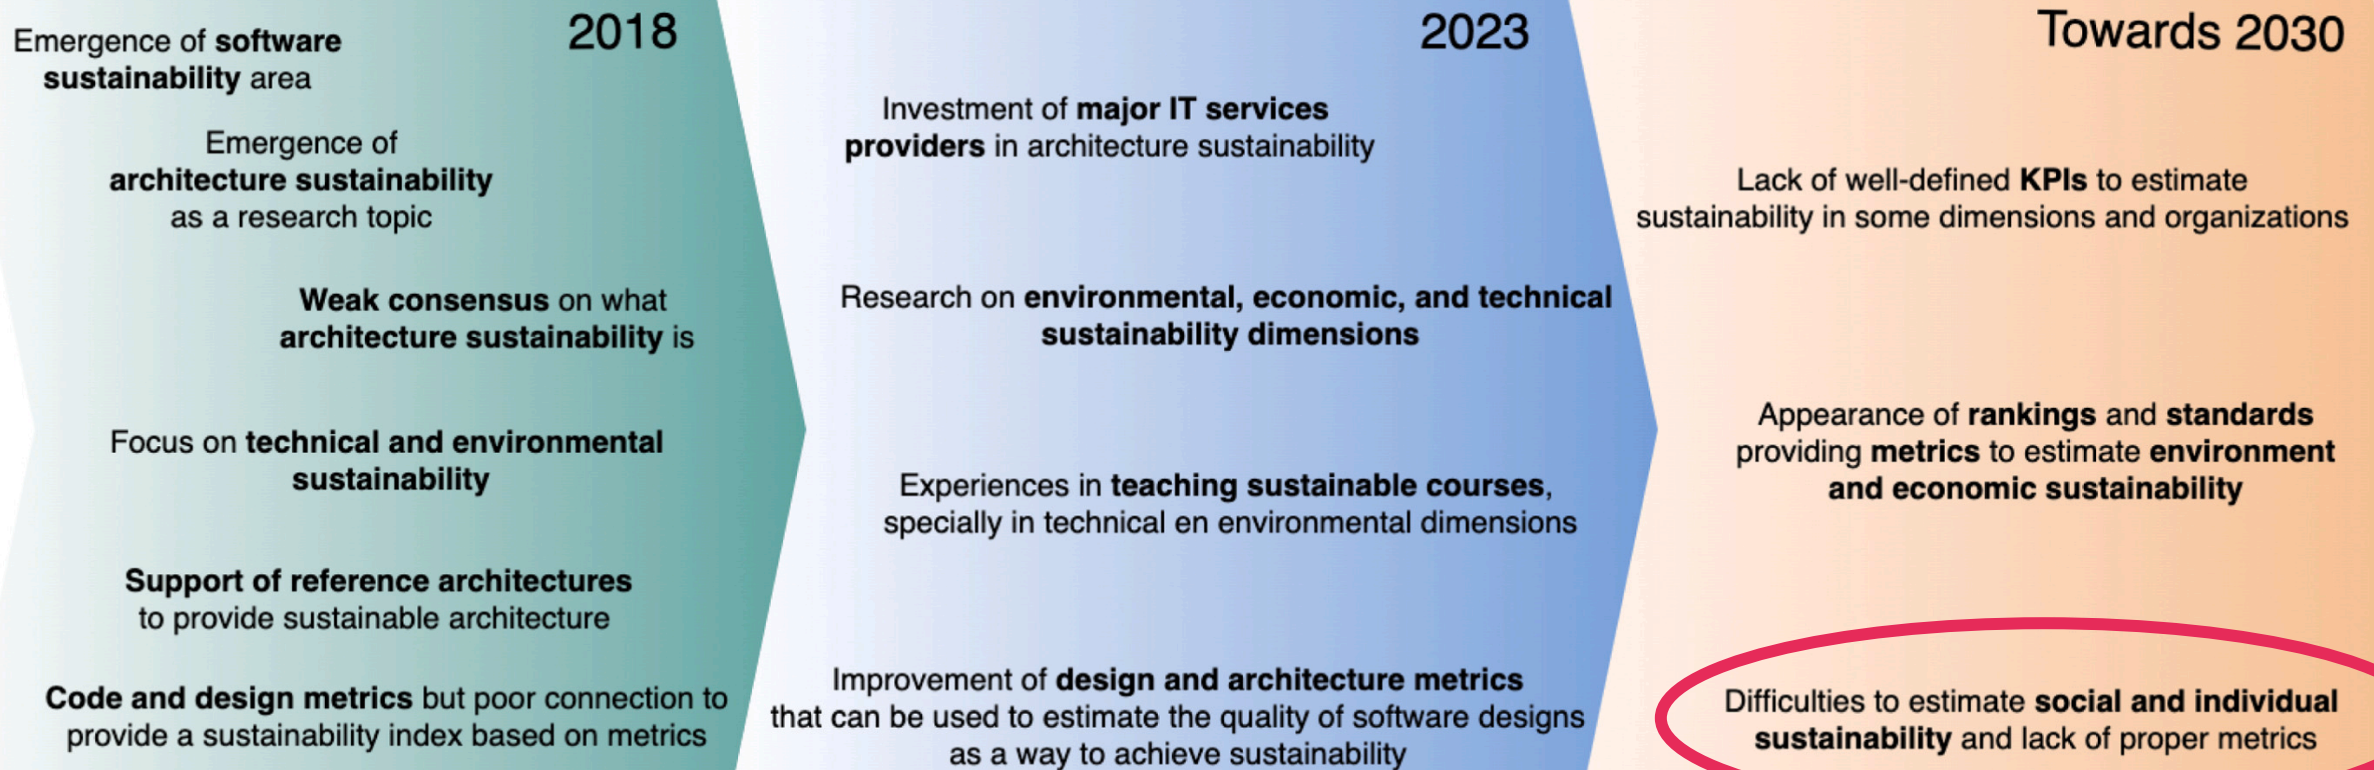 2018
Emergence of software
sustainability area
Emergence of
architecture sustainability
as a research topic
Weak consensus on what
architecture sustainability is
Focus on technical and environmental
sustainability
Support of reference architectures
to provide sustainable architecture
Code and design metrics but poor connection to
provide a sustainability index based on metrics
2023
Investment of major IT services
providers in architecture sustainability
Research on environmental, economic, and technical
sustainability dimensions
Experiences in teaching sustainable courses,
specially in technical en environmental dimensions
Improvement of design and architecture metrics
that can be used to estimate the quality of software designs
as a way to achieve sustainability
Towards 2030
Lack of well-defined KPIs to estimate
sustainability in some dimensions and organizations
Appearance of rankings and standards
providing metrics to estimate environment
and economic sustainability
Difficulties to estimate social and individual
sustainability and lack of proper metrics